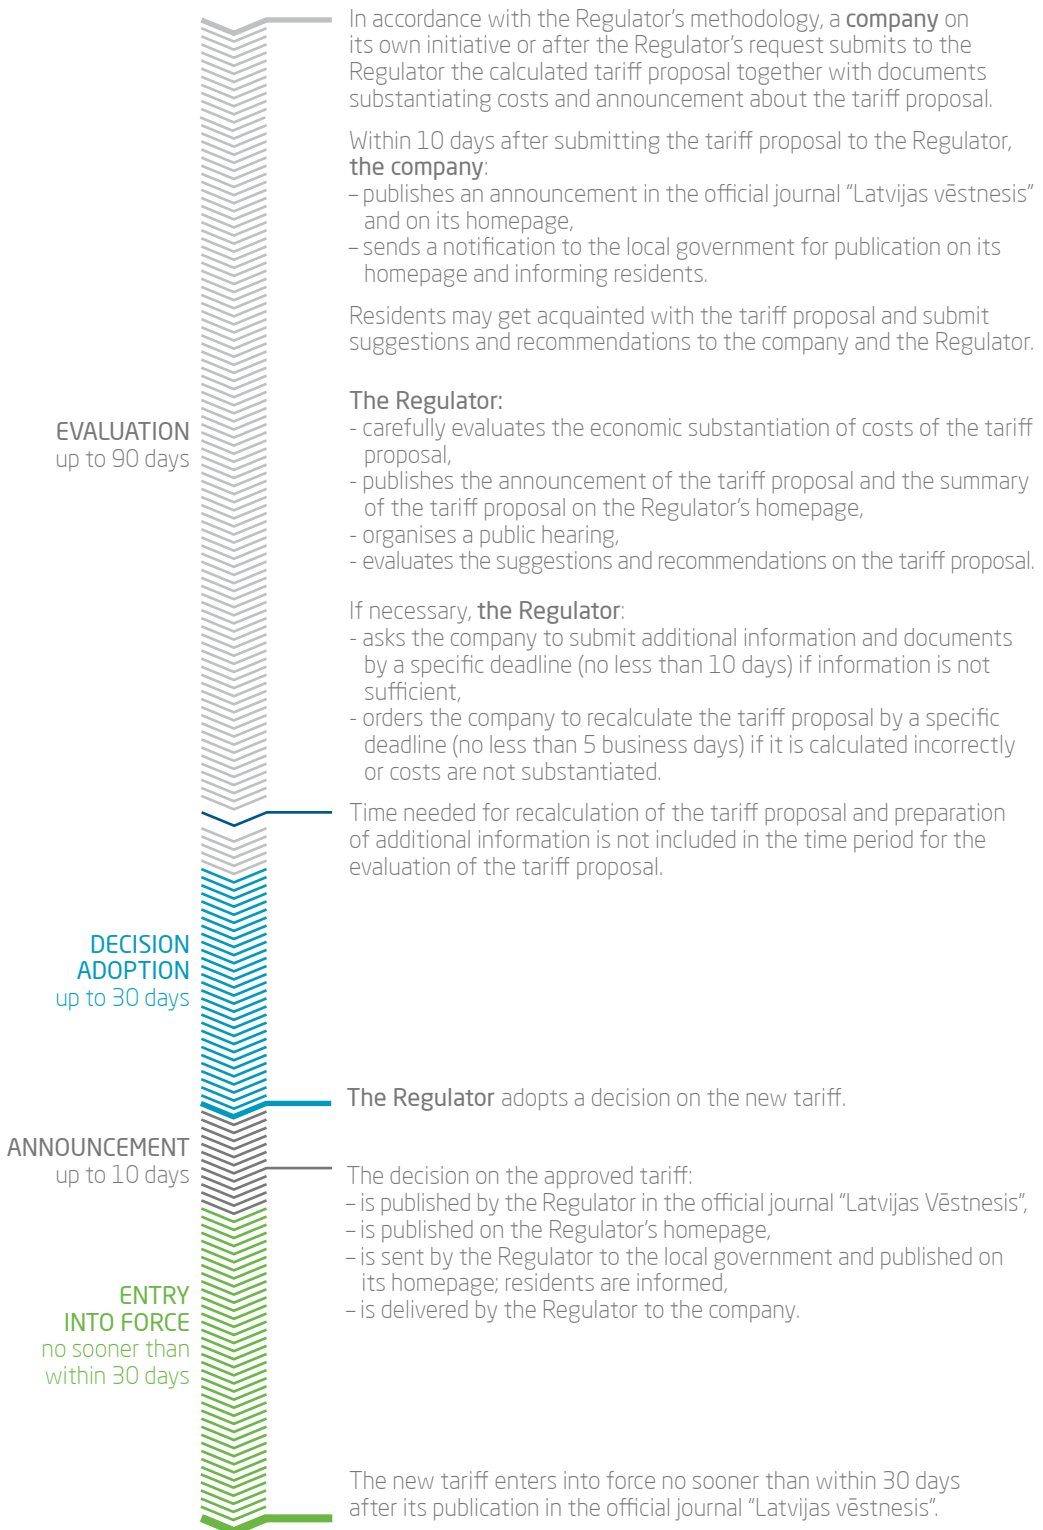 In accordance with the Regulator's methodology, a company on
its own initiative or after the Regulator's request submits to the
Regulator the calculated tariff proposal together with documents
substantiating costs and announcement about the tariff proposal.
Within 10 days after submitting the tariff proposal to the Regulator,
the company:
– publishes an announcement in the official journal “Latvijas vēstnesis”
and on its homepage,
– sends a notification to the local government for publication on its
homepage and informing residents.
Residents may get acquainted with the tariff proposal and submit
suggestions and recommendations to the company and the Regulator.
EVALUATION
up to 90 days
The Regulator:
- carefully evaluates the economic substantiation of costs of the tariff
proposal,
- publishes the announcement of the tariff proposal and the summary
of the tariff proposal on the Regulator's homepage,
- organises a public hearing,
- evaluates the suggestions and recommendations on the tariff proposal.
If necessary, the Regulator:
- asks the company to submit additional information and documents
by a specific deadline (no less than 10 days) if information is not
sufficient,
- orders the company to recalculate the tariff proposal by a specific
deadline (no less than 5 business days) if it is calculated incorrectly
or costs are not substantiated.
Time needed for recalculation of the tariff proposal and preparation
of additional information is not included in the time period for the
evaluation of the tariff proposal.
DECISION
ADOPTION
up to 30 days
The Regulator adopts a decision on the new tariff.
ANNOUNCEMENT
up to 10 days
The decision on the approved tariff:
– is published by the Regulator in the official journal “Latvijas Vēstnesis”,
– is published on the Regulator's homepage,
– is sent by the Regulator to the local government and published on
its homepage; residents are informed,
– is delivered by the Regulator to the company.
ENTRY
INTO FORCE
no sooner than
within 30 days
The new tariff enters into force no sooner than within 30 days
after its publication in the official journal “Latvijas vēstnesis”.